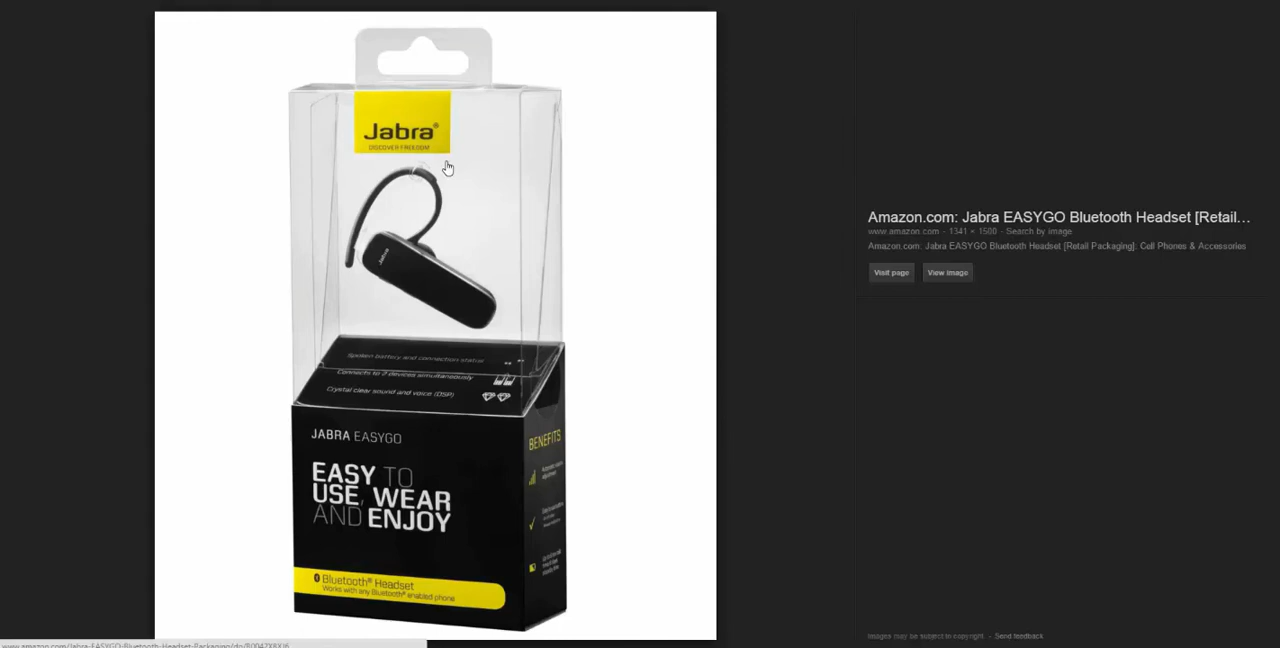 Jabra®
DISCOVER FREEDOM
Jabra
Spoken battery and connection status
Connects to 2 devices simultaneously
Crystal clear sound and voice (DSP)
JABRA EASYGO
EASY TO
USE, WEAR
AND ENJOY
Bluetooth® Headset
Works with any Bluetooth® enabled phone
BENEFITS
Amazon.com: Jabra EASYGO Bluetooth Headset [Retail...
www.amazon.com - 1341 × 1500 - Search by image
Amazon.com: Jabra EASYGO Bluetooth Headset [Retail Packaging]: Cell Phones & Accessories
Visit page
View image
Images may be subject to copyright. - Send feedback